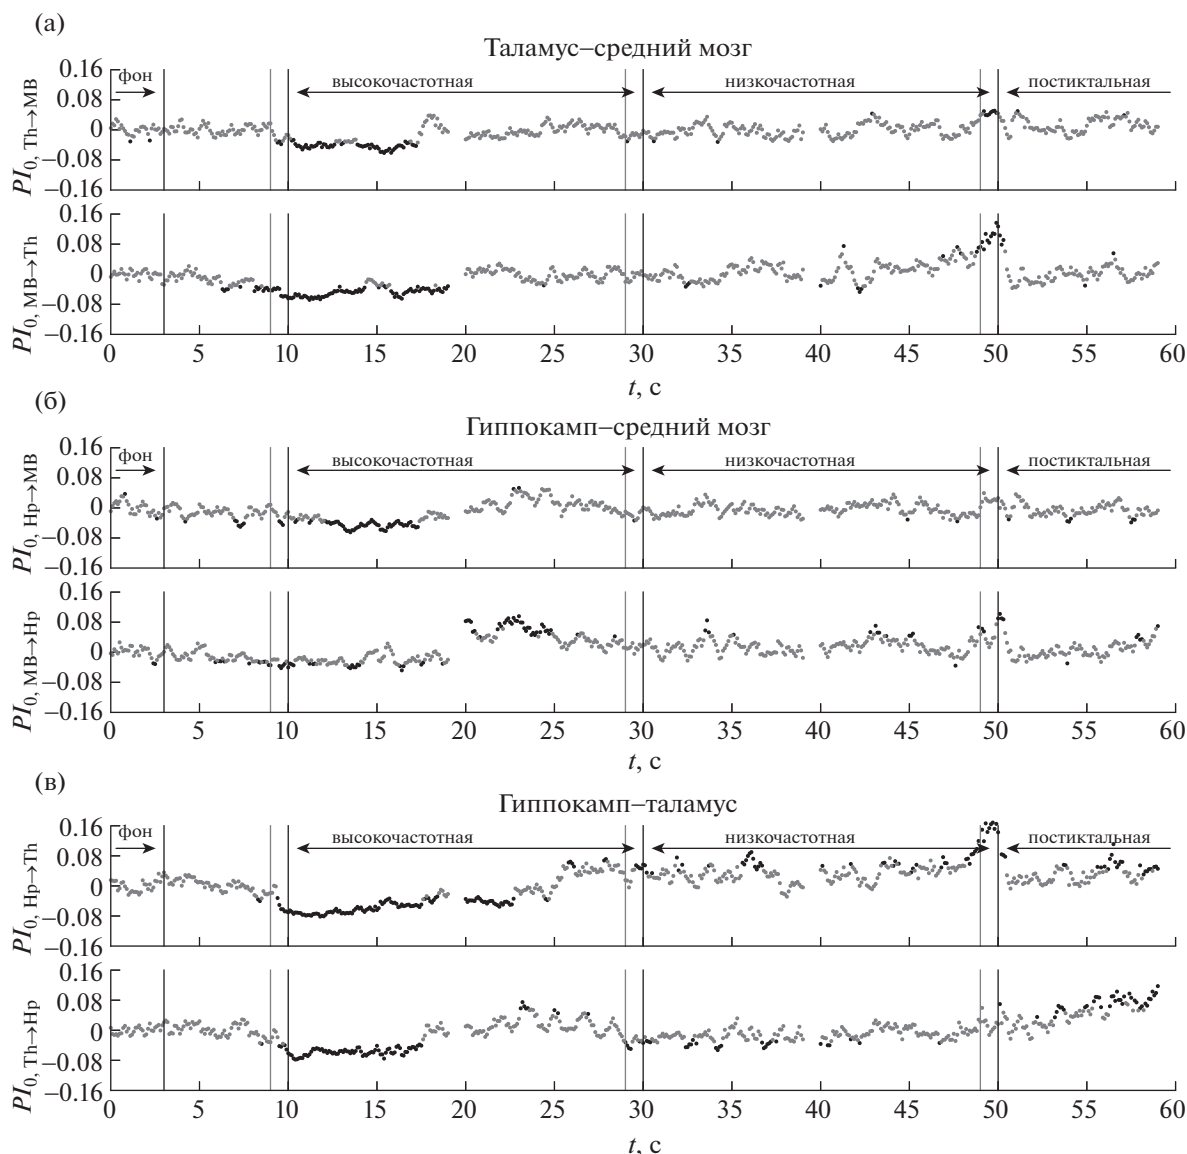 (а)
Таламус–средний мозг
фон высокочастотная низкочастотная постиктальная
PI0, Th→MB
0.16
0.08
0
–0.08
–0.16
PI0, MB→Th
0.16
0.08
0
–0.08
–0.16
0 5 10 15 20 25 30 35 40 45 50 55 60
t, с
(б)
Гиппокамп–средний мозг
фон высокочастотная низкочастотная постиктальная
PI0, Hp→MB
0.16
0.08
0
–0.08
–0.16
PI0, MB→Hp
0.16
0.08
0
–0.08
–0.16
0 5 10 15 20 25 30 35 40 45 50 55 60
t, с
(в)
Гиппокамп–таламус
фон высокочастотная низкочастотная постиктальная
PI0, Hp→Th
0.16
0.08
0
–0.08
–0.16
PI0, Th→Hp
0.16
0.08
0
–0.08
–0.16
0 5 10 15 20 25 30 35 40 45 50 55 60
t, с